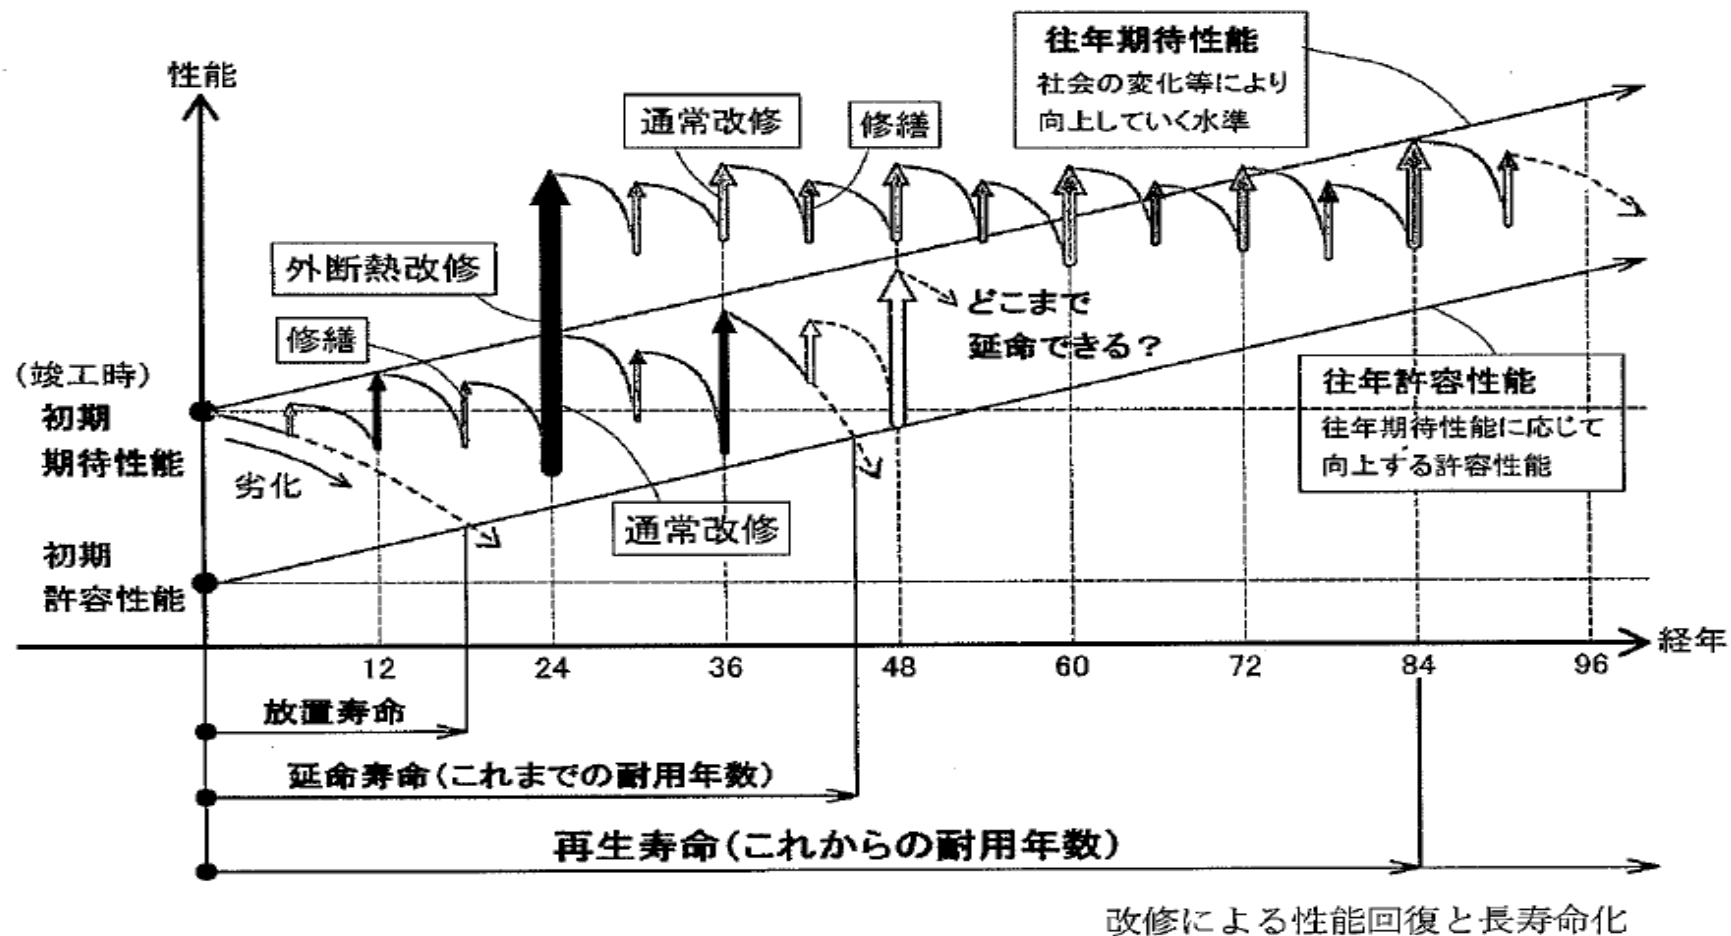 往年期待性能
社会の変化等により
向上していく水準
性能
通常改修
修繕
外断熱改修
修繕
どこまで
延命できる？
(竣工時)
初期
期待性能
劣化
往年許容性能
往年期待性能に応じて
向上する許容性能
通常改修
初期
許容性能
経年
12 24 36 48 60 72 84 96
放置寿命
延命寿命(これまでの耐用年数)
再生寿命(これからの耐用年数)
改修による性能回復と長寿命化